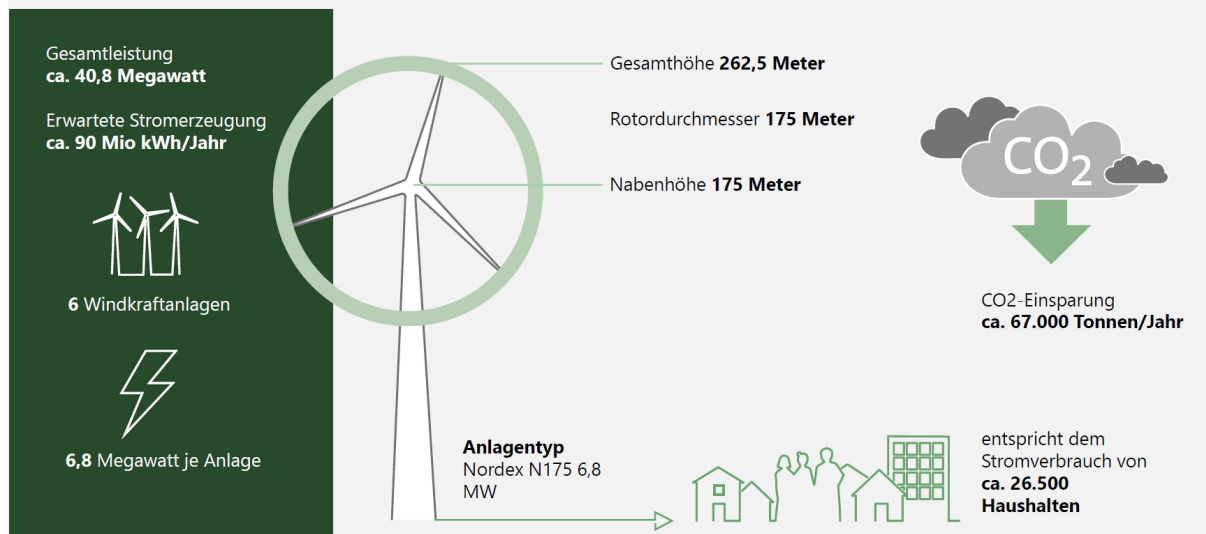 Gesamtleistung
ca. 40,8 Megawatt
Erwartete Stromerzeugung
ca. 90 Mio kWh/Jahr
6 Windkraftanlagen
6,8 Megawatt je Anlage
Gesamthöhe 262,5 Meter
Rotordurchmesser 175 Meter
Nabenhöhe 175 Meter
Anlagentyp
Nordex N175 6,8
MW
CO2
CO2-Einsparung
ca. 67.000 Tonnen/Jahr
entspricht dem
Stromverbrauch von
ca. 26.500
Haushalten